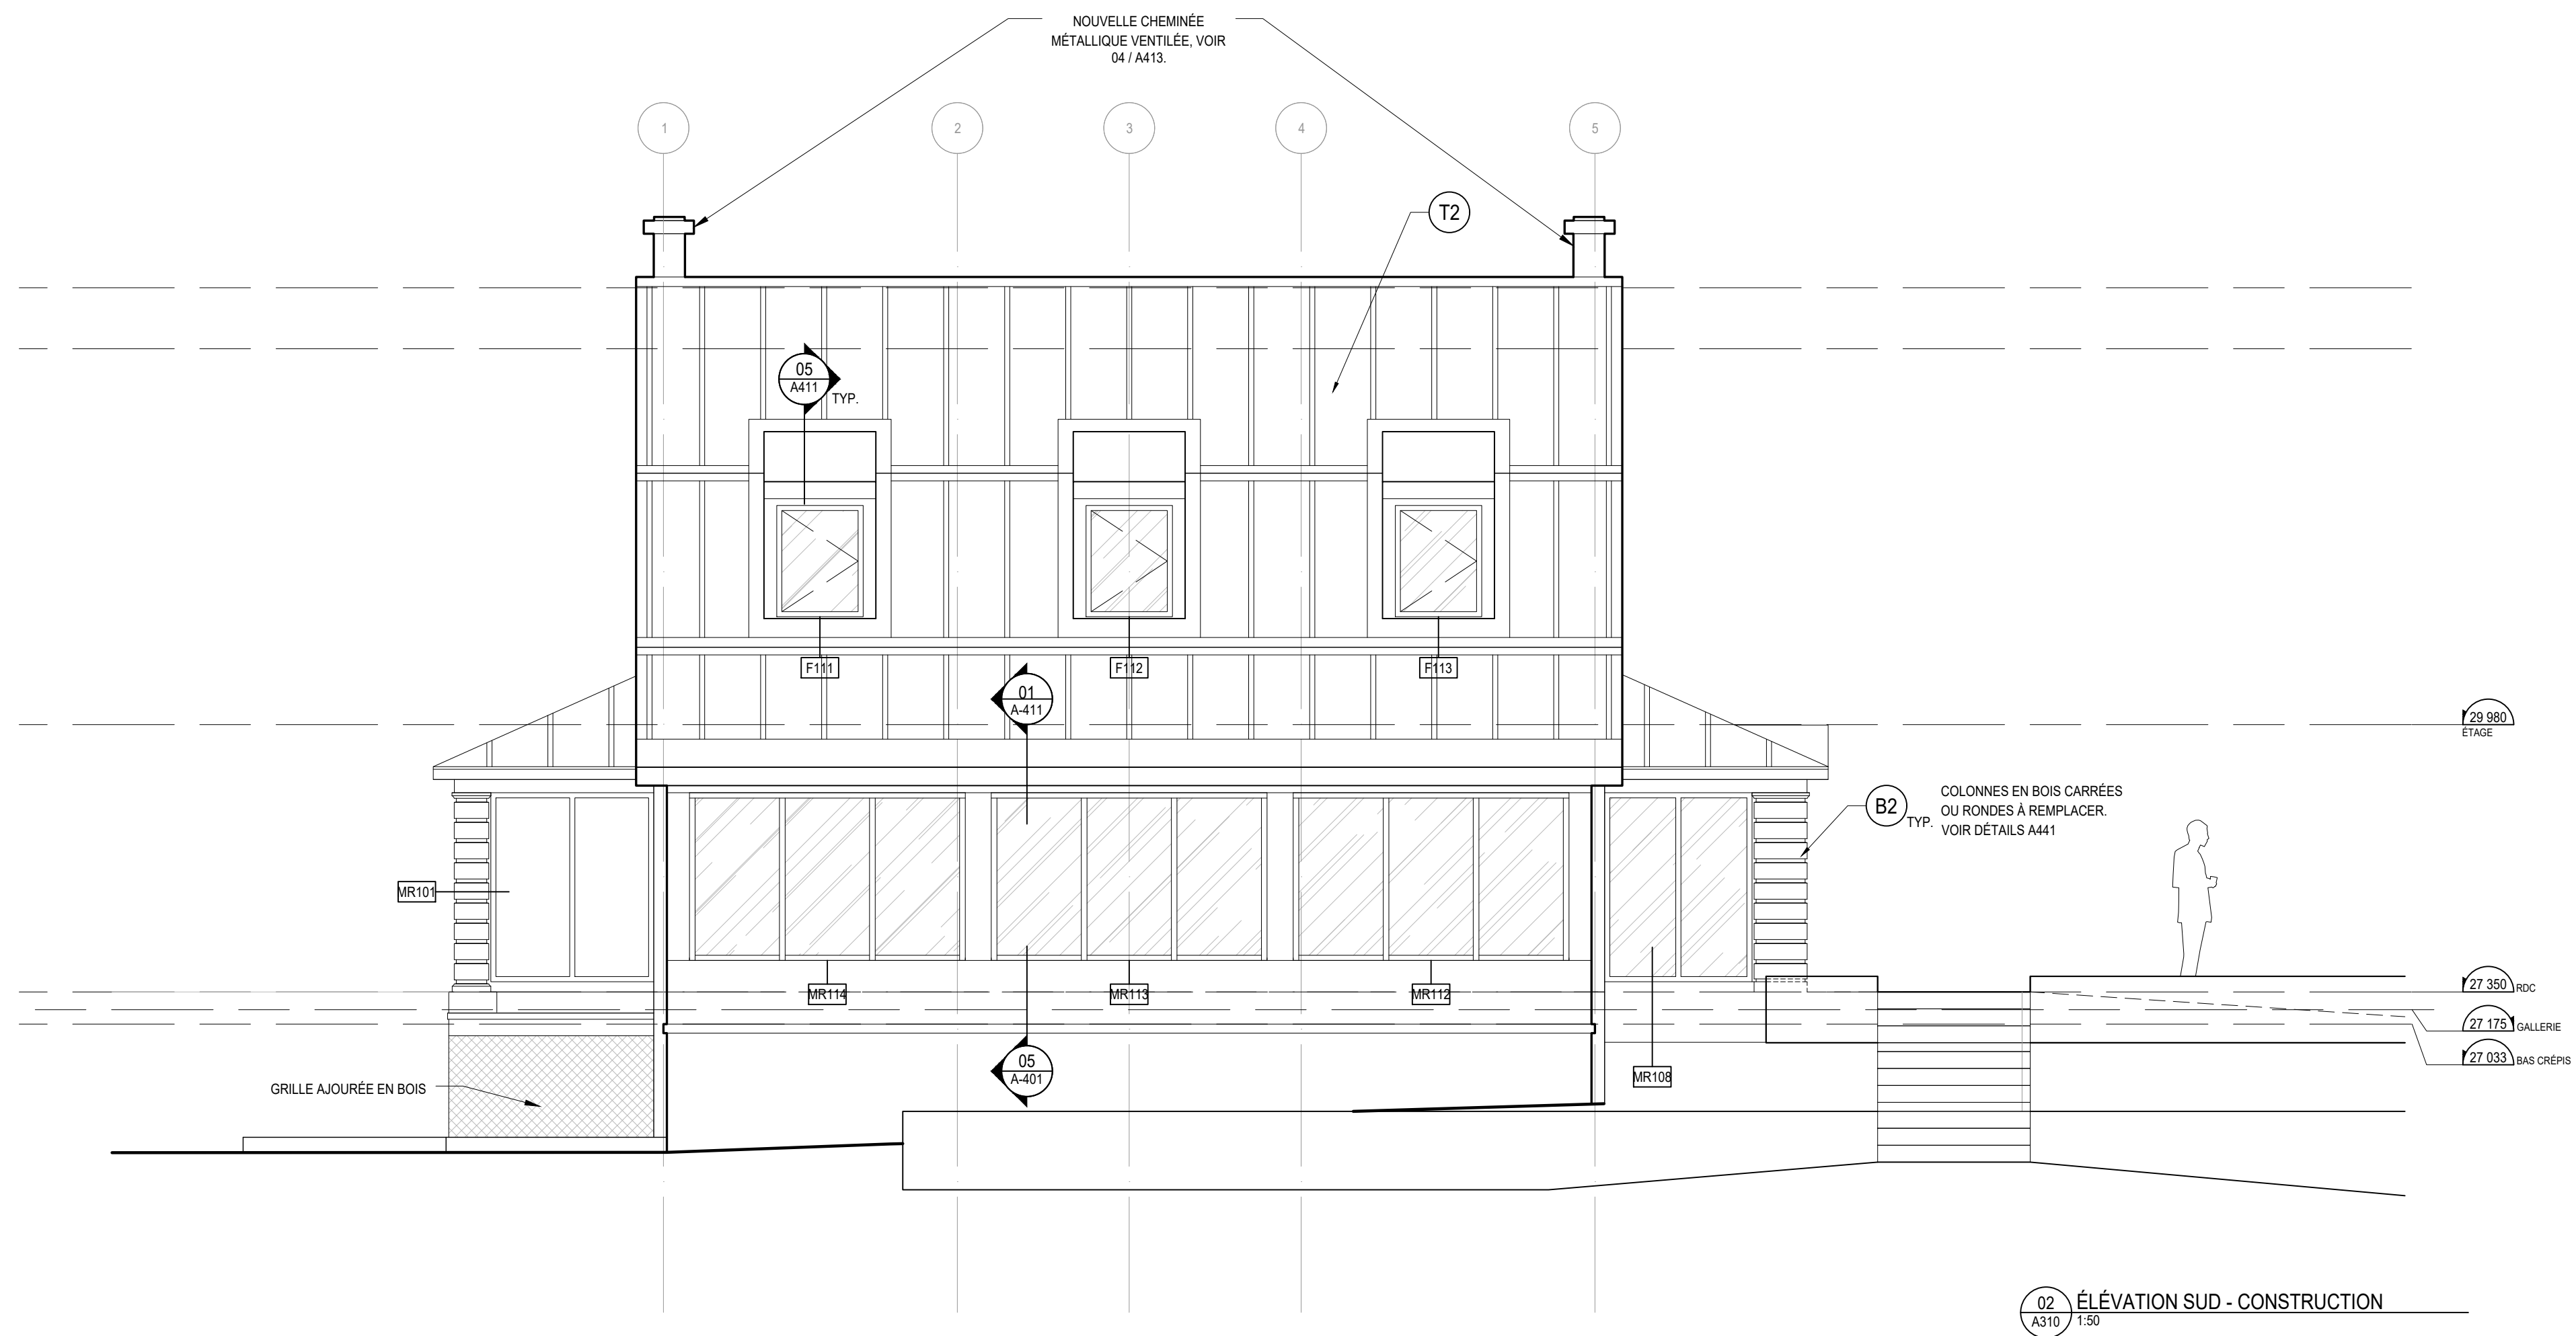 NOUVELLE CHEMINÉE
MÉTALLIQUE VENTILÉE, VOIR
04 / A413.
1
2
3
4
5
T2
05
A411
TYP.
F111
F112
F113
01
A-411
29 980
ÉTAGE
B2
TYP.
COLONNES EN BOIS CARRÉES
OU RONDES À REMPLACER.
VOIR DÉTAILS A441
MR101
MR114
MR113
MR112
27 350 RDC
27 175 GALLERIE
27 033 BAS CRÉPIS
05
A-401
MR108
GRILLE AJOURÉE EN BOIS
02
A310
ÉLÉVATION SUD - CONSTRUCTION
1:50